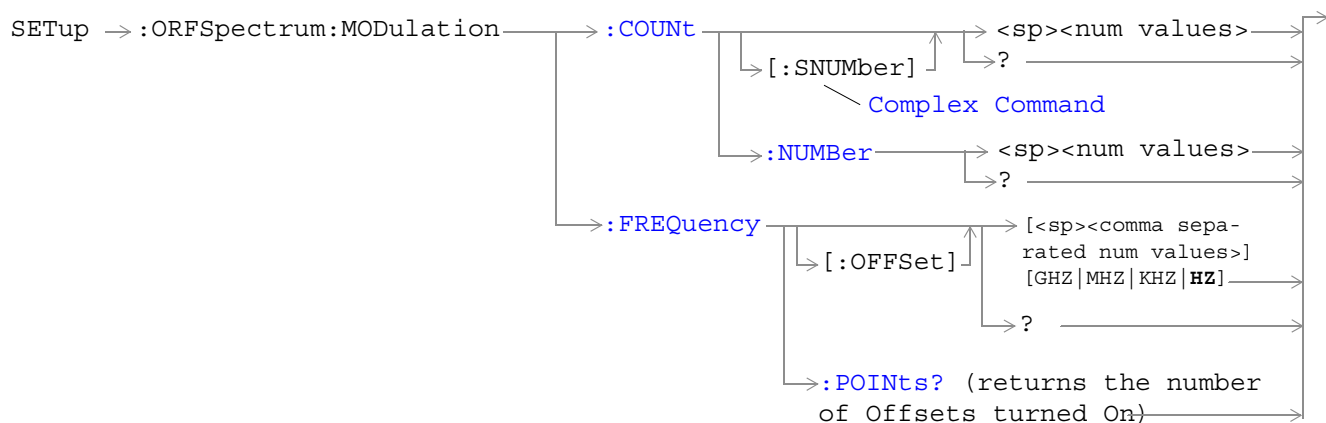 SETup :ORFSpectrum:MODulation :COUNt <sp><num values>
[:SNUMber] ?
Complex Command
:NUMBer <sp><num values>
?
:FREQuency [<sp><comma sepa-
rated num values>]
[:OFFSet]
[GHZ|MHZ|KHZ|HZ]
?
:POINts? (returns the number
of Offsets turned On)